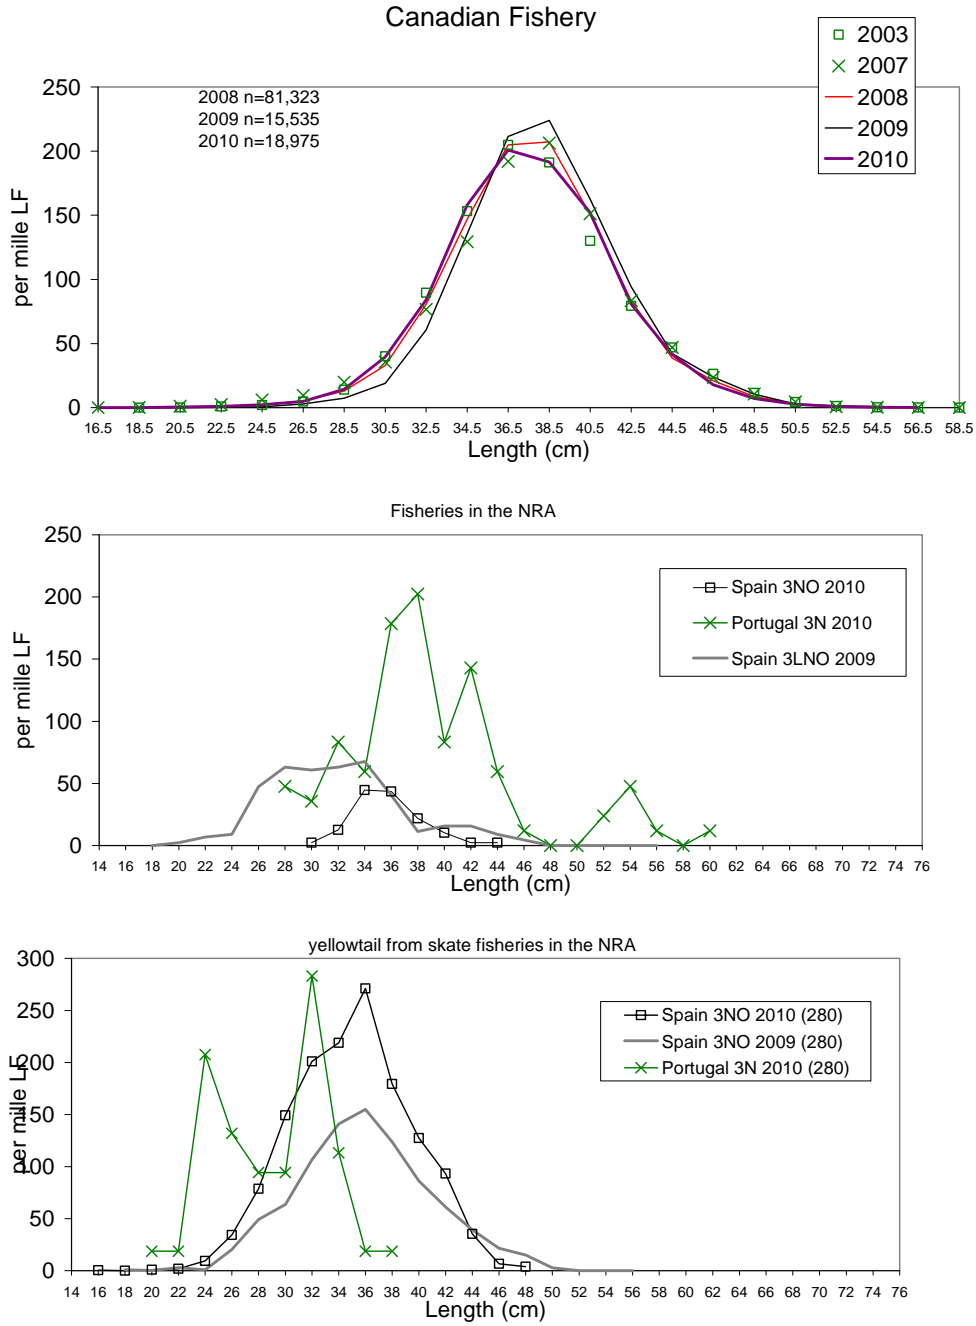 Canadian Fishery
2003
2007
2008
2009
2010
2008 n=81,323
2009 n=15,535
2010 n=18,975
per mille LF
250
200
150
100
50
0
16.5 18.5 20.5 22.5 24.5 26.5 28.5 30.5 32.5 34.5 36.5 38.5 40.5 42.5 44.5 46.5 48.5 50.5 52.5 54.5 56.5 58.5
Length (cm)
Fisheries in the NRA
Spain 3NO 2010
Portugal 3N 2010
Spain 3LNO 2009
per mille LF
250
200
150
100
50
0
14 16 18 20 22 24 26 28 30 32 34 36 38 40 42 44 46 48 50 52 54 56 58 60 62 64 66 68 70 72 74 76
Length (cm)
yellowtail from skate fisheries in the NRA
Spain 3NO 2010 (280)
Spain 3NO 2009 (280)
Portugal 3N 2010 (280)
per mille LF
300
250
200
150
100
50
0
14 16 18 20 22 24 26 28 30 32 34 36 38 40 42 44 46 48 50 52 54 56 58 60 62 64 66 68 70 72 74 76
Length (cm)